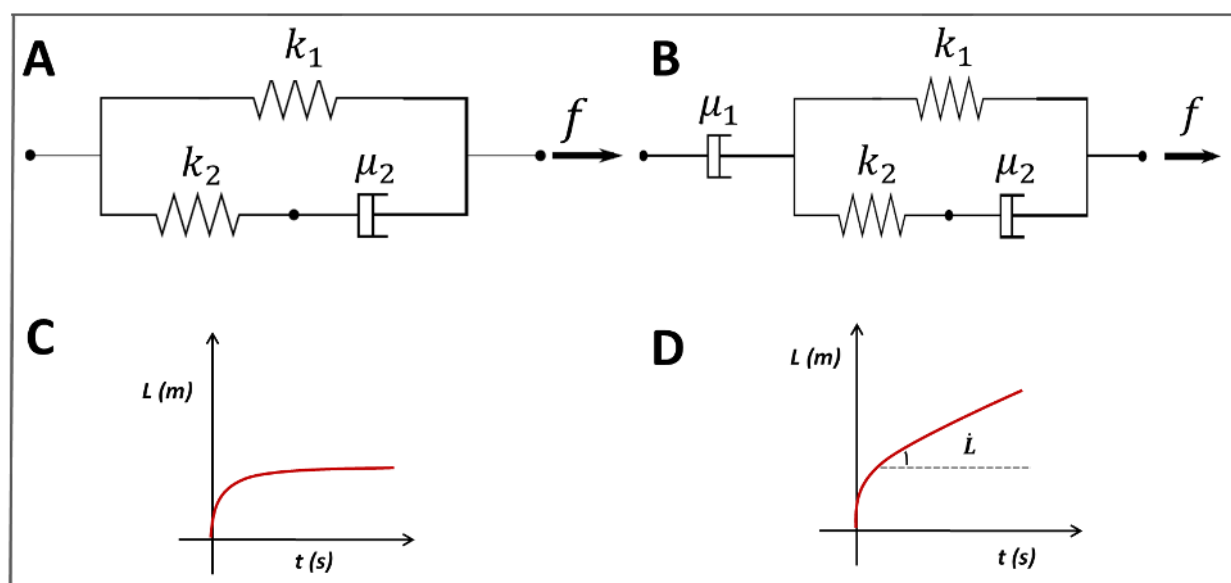 A
k₁
f
k₂
μ₂
B
μ₁
k₁
f
k₂
μ₂
C
L (m)
t (s)
D
L (m)
L̇
t (s)